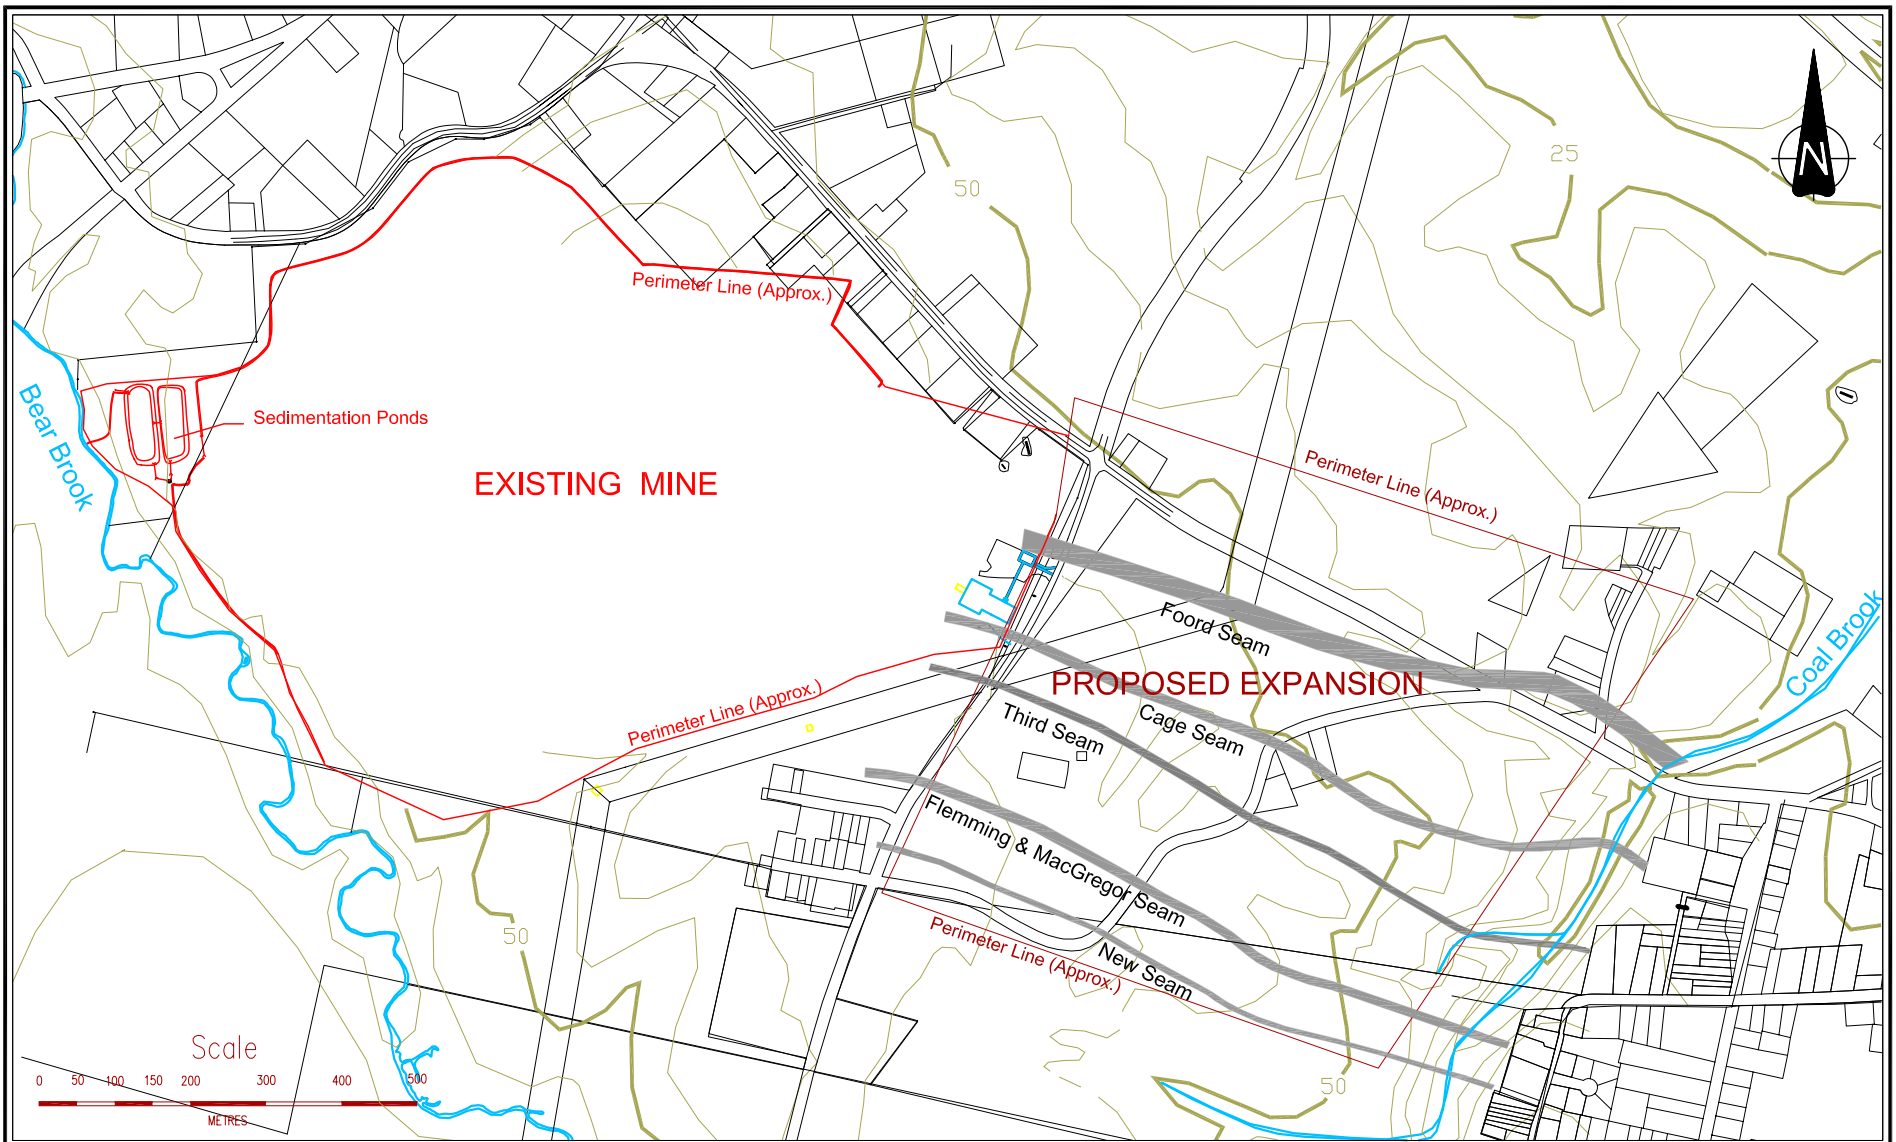 N
50
25
Perimeter Line (Approx.)
Bear Brook
Sedimentation Ponds
EXISTING MINE
Perimeter Line (Approx.)
Foord Seam
PROPOSED EXPANSION
Coal Brook
Perimeter Line (Approx.)
Third Seam
Cage Seam
Flemming & MacGregor Seam
Perimeter Line (Approx.)
New Seam
50
50
Scale
0 50 100 150 200 300 400 500
METRES